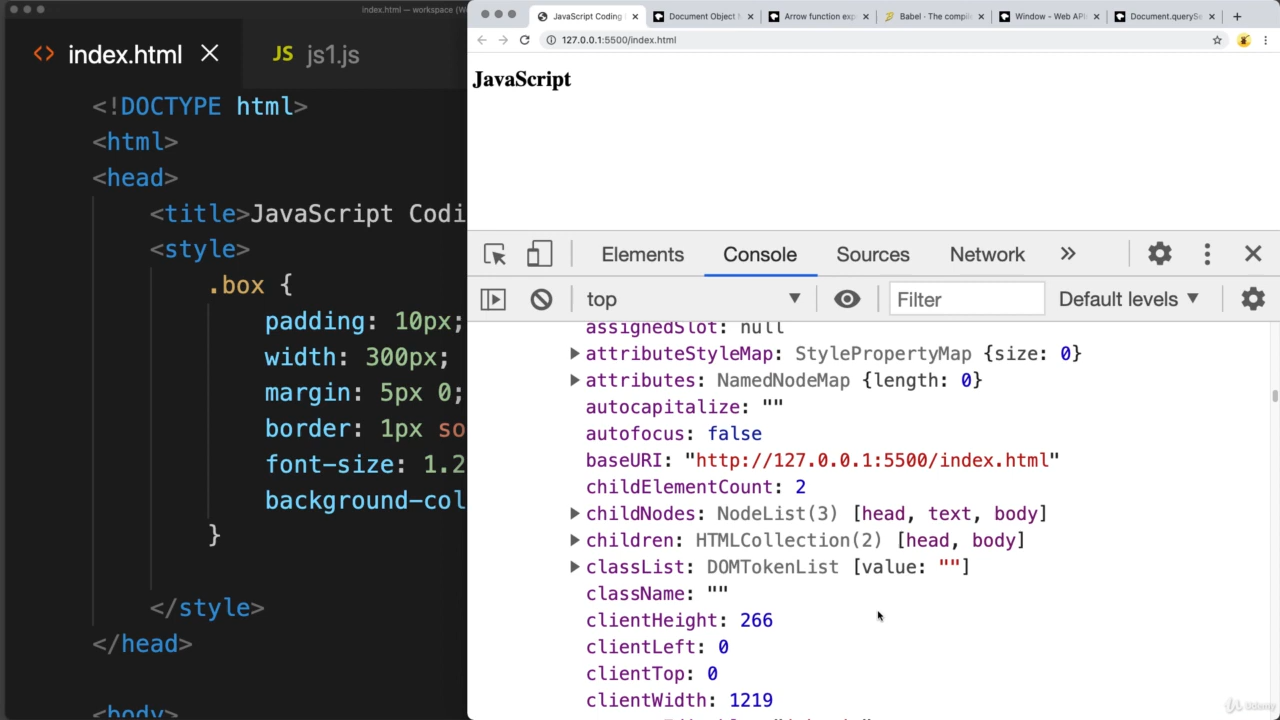 index.html — workspace
index.html
JS js1.js
<!DOCTYPE html>
<html>
<head>
<title>JavaScript Codi
<style>
.box {
padding: 10px;
width: 300px;
margin: 5px 0;
border: 1px so
font-size: 1.2
background-col
}
</style>
</head>
<body>
JavaScript Coding
Document Object M
Arrow function exp
Babel · The compil
Window - Web API
Document.querySe
127.0.0.1:5500/index.html
JavaScript
Elements Console Sources Network
top Filter Default levels
assignedSlot: null
attributeStyleMap: StylePropertyMap {size: 0}
attributes: NamedNodeMap {length: 0}
autocapitalize: ""
autofocus: false
baseURI: "http://127.0.0.1:5500/index.html"
childElementCount: 2
childNodes: NodeList(3) [head, text, body]
children: HTMLCollection(2) [head, body]
classList: DOMTokenList [value: ""]
className: ""
clientHeight: 266
clientLeft: 0
clientTop: 0
clientWidth: 1219
Udemy